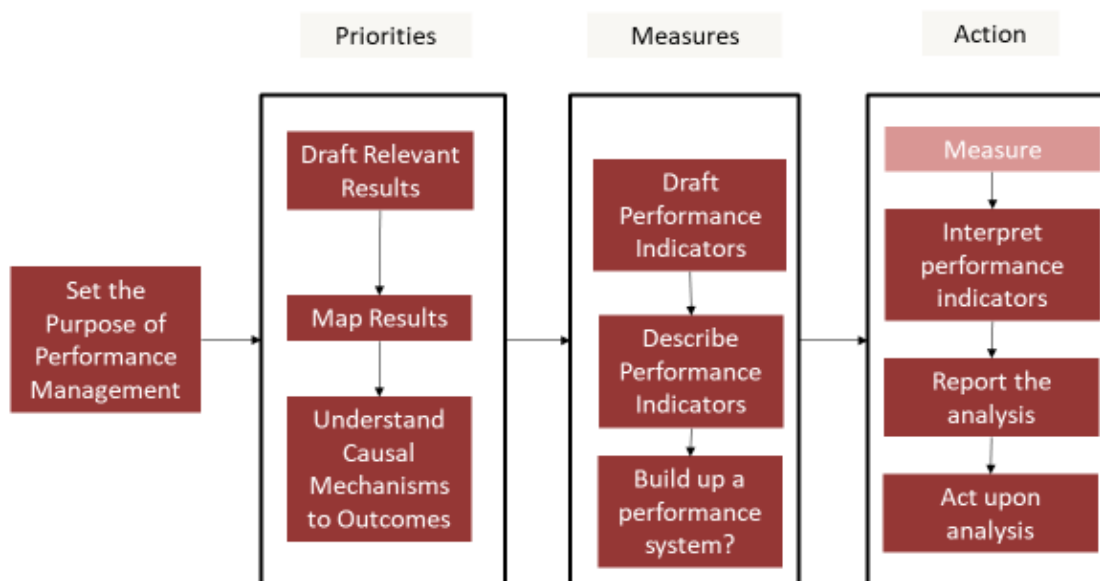 Priorities
Measures
Action
Set the
Purpose of
Performance
Management
Draft Relevant
Results
Map Results
Understand
Causal
Mechanisms
to Outcomes
Draft
Performance
Indicators
Describe
Performance
Indicators
Build up a
performance
system?
Measure
Interpret
performance
indicators
Report the
analysis
Act upon
analysis